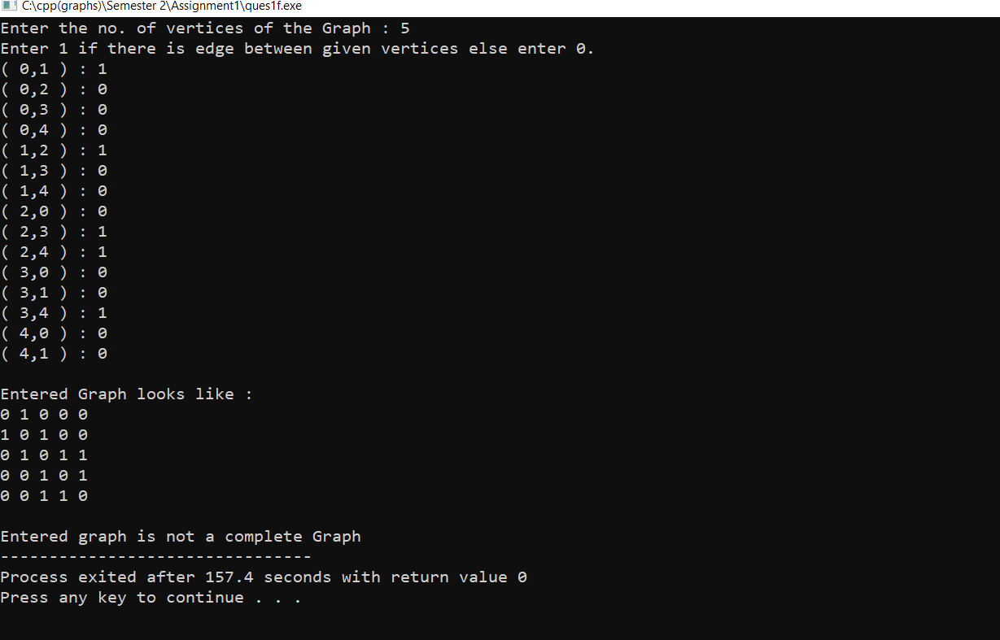 C:\cpp(graphs)\Semester 2\Assignment1\ques1f.exe
Enter the no. of vertices of the Graph : 5
Enter 1 if there is edge between given vertices else enter 0.
( 0,1 ) : 1
( 0,2 ) : 0
( 0,3 ) : 0
( 0,4 ) : 0
( 1,2 ) : 1
( 1,3 ) : 0
( 1,4 ) : 0
( 2,0 ) : 0
( 2,3 ) : 1
( 2,4 ) : 1
( 3,0 ) : 0
( 3,1 ) : 0
( 3,4 ) : 1
( 4,0 ) : 0
( 4,1 ) : 0
Entered Graph looks like :
0 1 0 0 0
1 0 1 0 0
0 1 0 1 1
0 0 1 0 1
0 0 1 1 0
Entered graph is not a complete Graph
--------------------------------
Process exited after 157.4 seconds with return value 0
Press any key to continue . . .